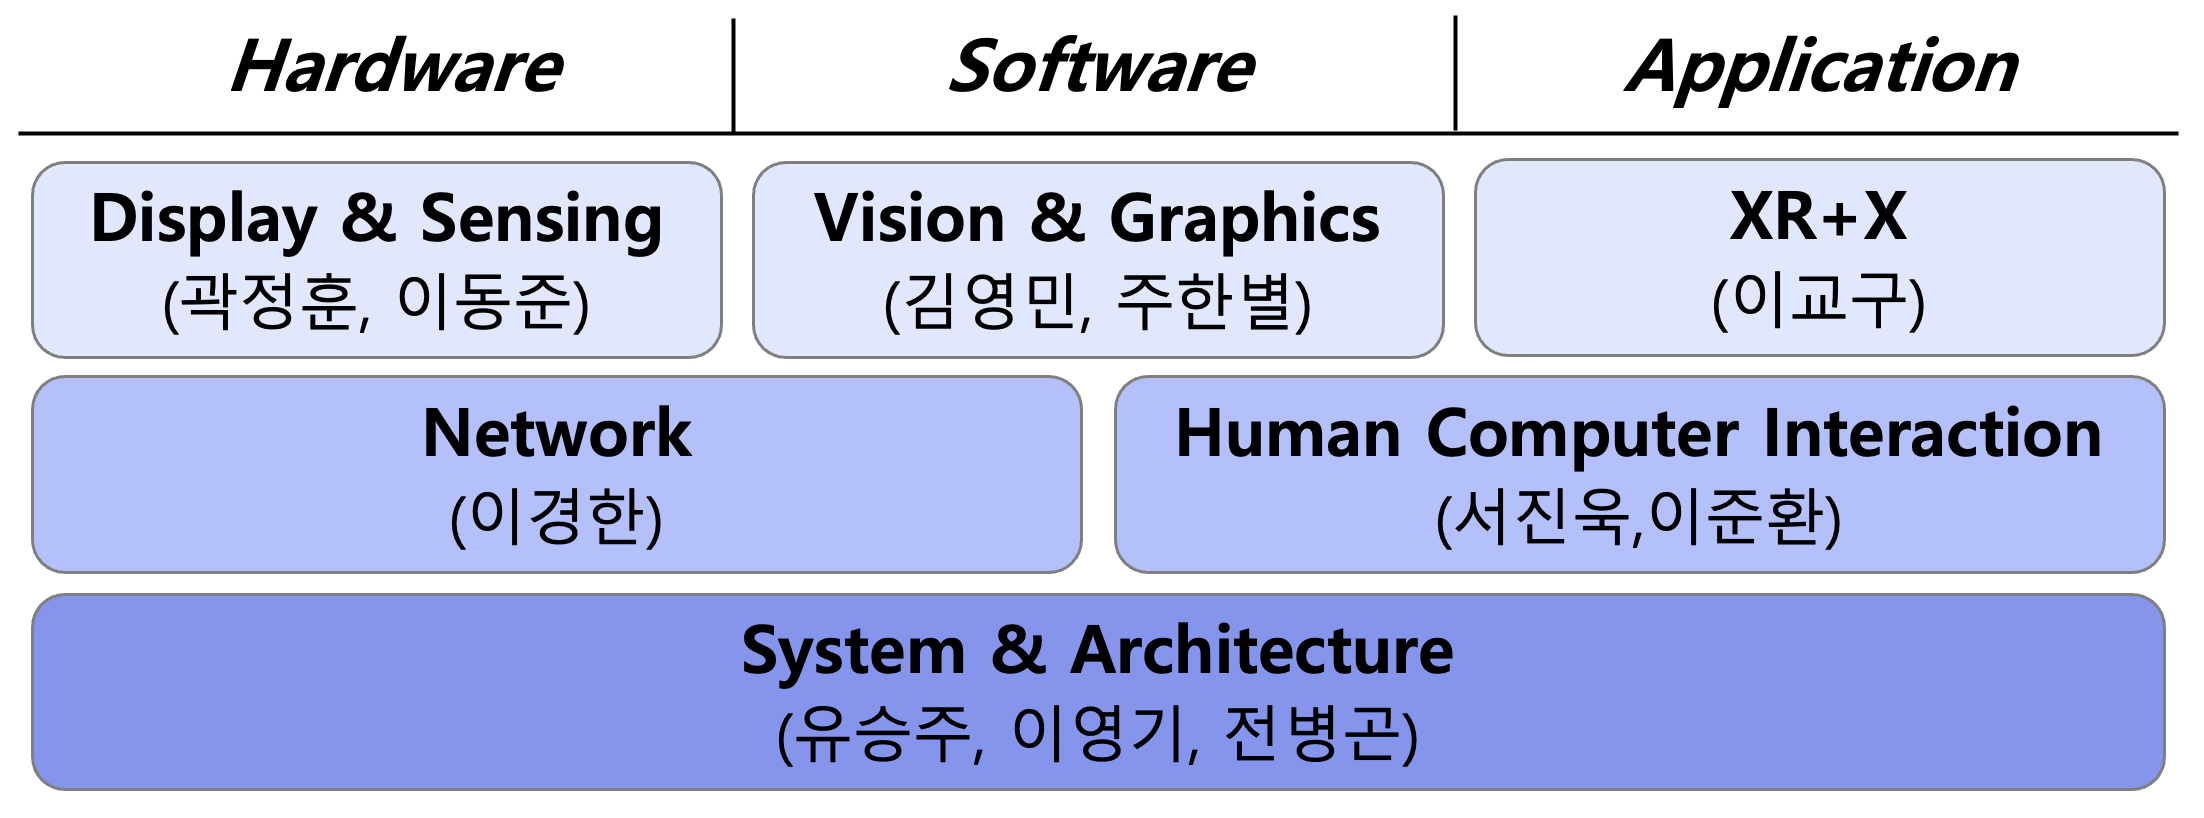 Hardware
Software
Application
Display & Sensing
(곽정훈, 이동준)
Vision & Graphics
(김영민, 주한별)
XR+X
(이교구)
Network
(이경한)
Human Computer Interaction
(서진욱,이준환)
System & Architecture
(유승주, 이영기, 전병곤)